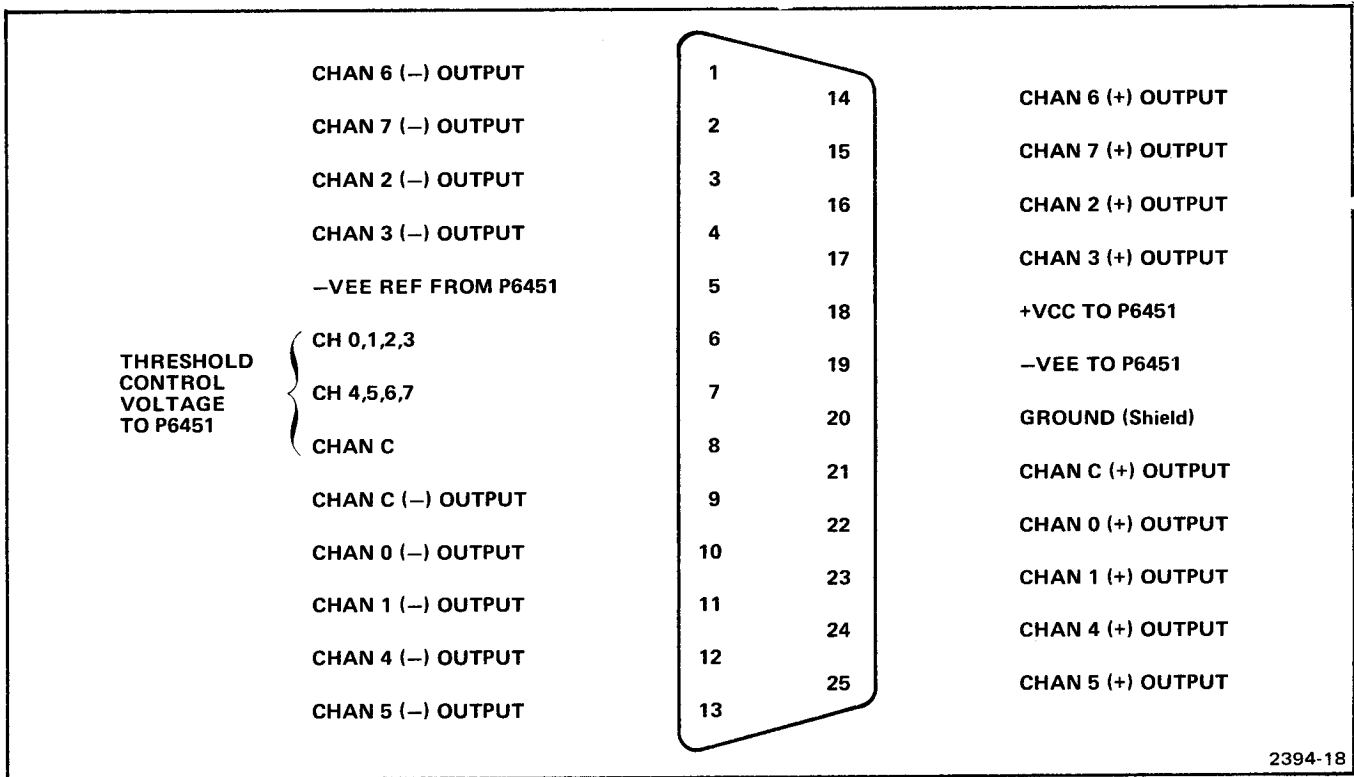 CHAN 6 (—) OUTPUT 1
14 CHAN 6 (+) OUTPUT
CHAN 7 (—) OUTPUT 2
15 CHAN 7 (+) OUTPUT
CHAN 2 (—) OUTPUT 3
16 CHAN 2 (+) OUTPUT
CHAN 3 (—) OUTPUT 4
17 CHAN 3 (+) OUTPUT
—VEE REF FROM P6451 5
18 +VCC TO P6451
THRESHOLD
CONTROL
VOLTAGE
TO P6451
CH 0,1,2,3 6
19 —VEE TO P6451
CH 4,5,6,7 7
20 GROUND (Shield)
CHAN C 8
21 CHAN C (+) OUTPUT
CHAN C (—) OUTPUT 9
22 CHAN 0 (+) OUTPUT
CHAN 0 (—) OUTPUT 10
23 CHAN 1 (+) OUTPUT
CHAN 1 (—) OUTPUT 11
24 CHAN 4 (+) OUTPUT
CHAN 4 (—) OUTPUT 12
25 CHAN 5 (+) OUTPUT
CHAN 5 (—) OUTPUT 13
2394-18